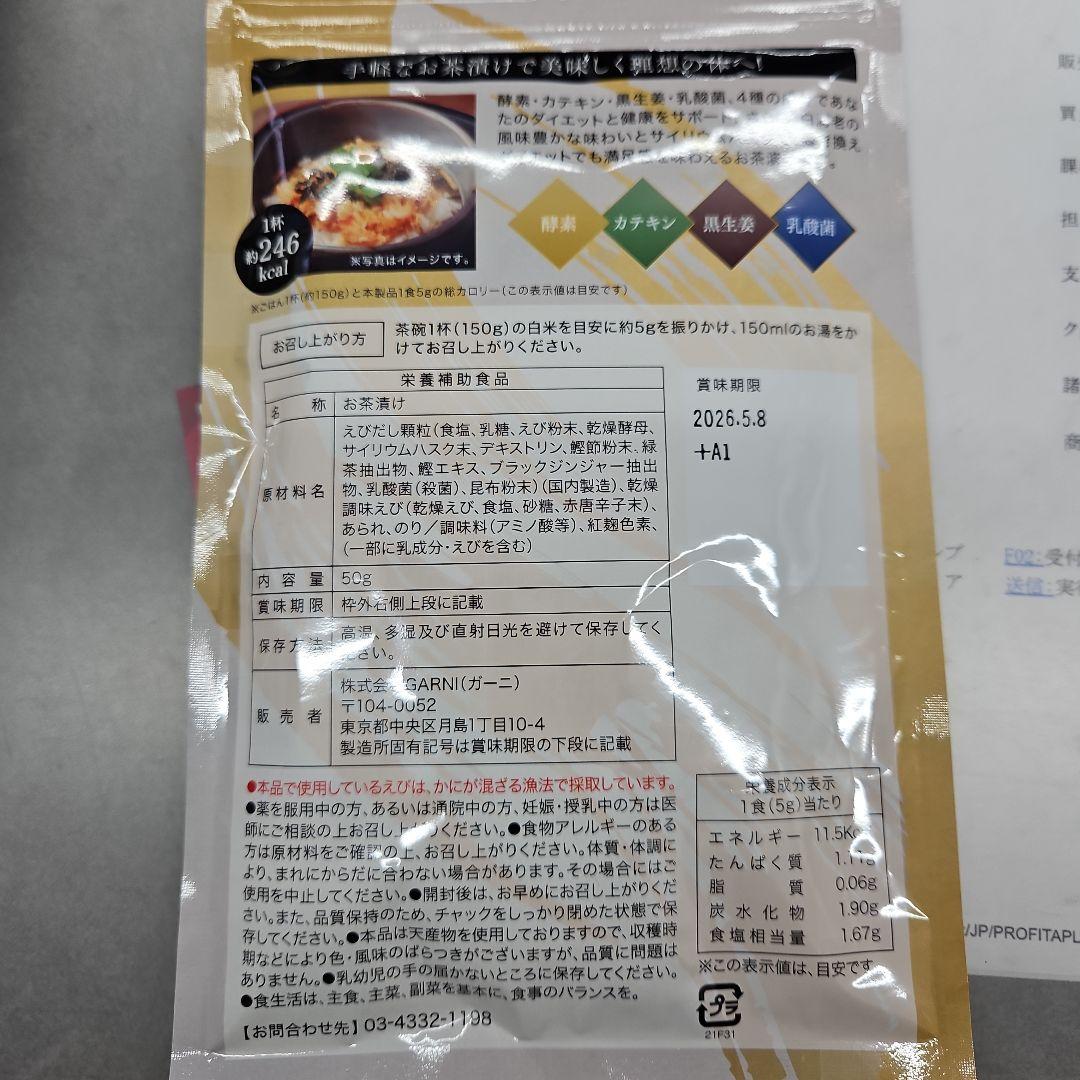 手軽なお茶漬けで美味しく理想の体へ!
酵素・カテキン・黒生姜・乳酸菌、4種の であな
たのダイエットと健康をサポート
風味豊かな味わいとサイリウ 換え
ダイエットでも満足感を味わえるお茶漬 。
酵素
カテキン
黒生姜
乳酸菌
1杯
約246
kcal
※写真はイメージです。
※ごはん1杯(約150g)と本製品1食5gの総カロリー(この表示値は目安です)
お召し上がり方
茶碗1杯(150g)の白米を目安に約5gを振りかけ、150mlのお湯をか
けてお召し上がりください。
栄養補助食品
名称 お茶漬け
原材料名
えびだし顆粒(食塩、乳糖、えび粉末、乾燥酵母、
サイリウムハスク末、デキストリン、鰹節粉末、緑
茶抽出物、鰹エキス、ブラックジンジャー抽出
物、乳酸菌(殺菌)、昆布粉末)(国内製造)、乾燥
調味えび(乾燥えび、食塩、砂糖、赤唐辛子末)、
あられ、のり/調味料(アミノ酸等)、紅麹色素、
(一部に乳成分・えびを含む)
内容量 50g
賞味期限 枠外右側上段に記載
保存方法
高温、多湿及び直射日光を避けて保存してく
ださい。
販売者
株式会社GARNI(ガーニ)
〒104-0052
東京都中央区月島1丁目10-4
製造所固有記号は賞味期限の下段に記載
賞味期限
2026.5.8
+A1
●本品で使用しているえびは、かにが混ざる漁法で採取しています。
●薬を服用中の方、あるいは通院中の方、妊娠・授乳中の方は医
師にご相談の上お召し上がりください。●食物アレルギーのある
方は原材料をご確認の上、お召し上がりください。体質・体調に
より、まれにからだに合わない場合があります。その場合にはご
使用を中止してください。●開封後は、お早めにお召し上がりくだ
さい。また、品質保持のため、チャックをしっかり閉めた状態で保
存してください。●本品は天産物を使用しておりますので、収穫時
期などにより色・風味のばらつきがございますが、品質に問題は
ありません。●乳幼児の手の届かないところに保存してください。
●食生活は、主食、主菜、副菜を基本に、食事のバランスを。
【お問合わせ先】03-4332-1198
栄養成分表示
1食(5g)当たり
エネルギー 11.5Kc
たんぱく質 1.11g
脂質 0.06g
炭水化物 1.90g
食塩相当量 1.67g
※この表示値は、目安です。
プラ
21F31
販売
買
課
担
支
ク
諸
商
ンプ
ア
F02:受付
送信:実行
/JP/PROFITAPL